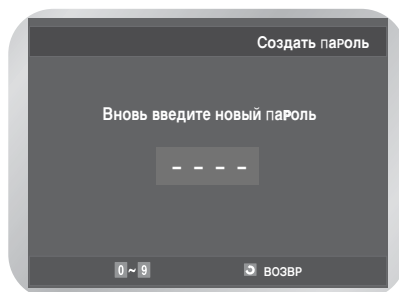 Создать пароль
Вновь введите новый пароль
– – – –
0 ~ 9 ВОЗВР